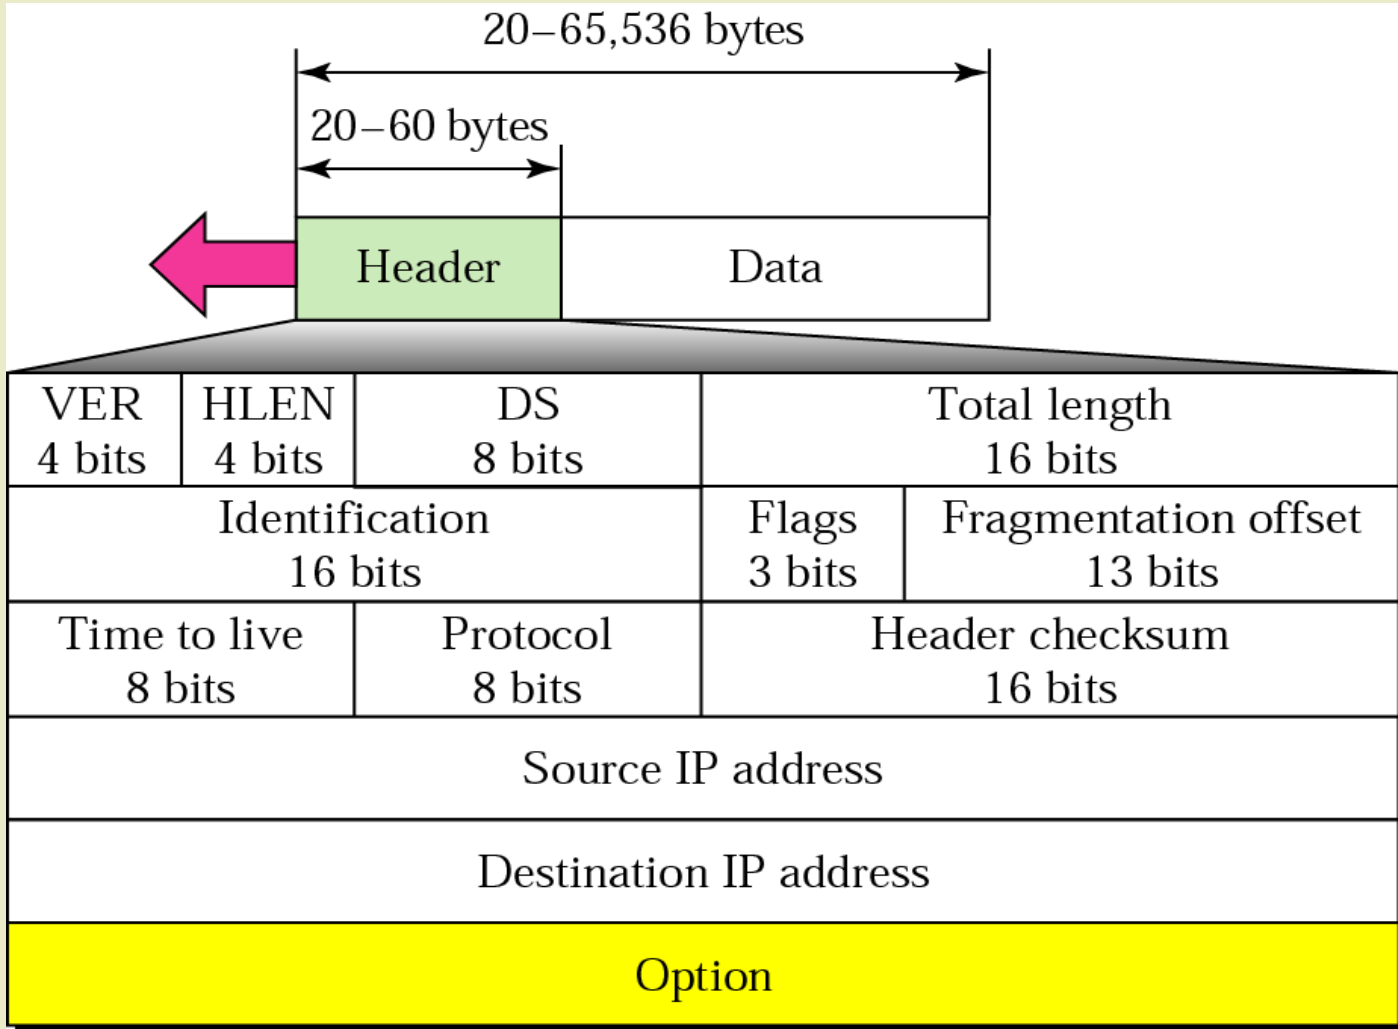 20–65,536 bytes
20–60 bytes
Header
Data
VER
4 bits
HLEN
4 bits
DS
8 bits
Total length
16 bits
Identification
16 bits
Flags
3 bits
Fragmentation offset
13 bits
Time to live
8 bits
Protocol
8 bits
Header checksum
16 bits
Source IP address
Destination IP address
Option